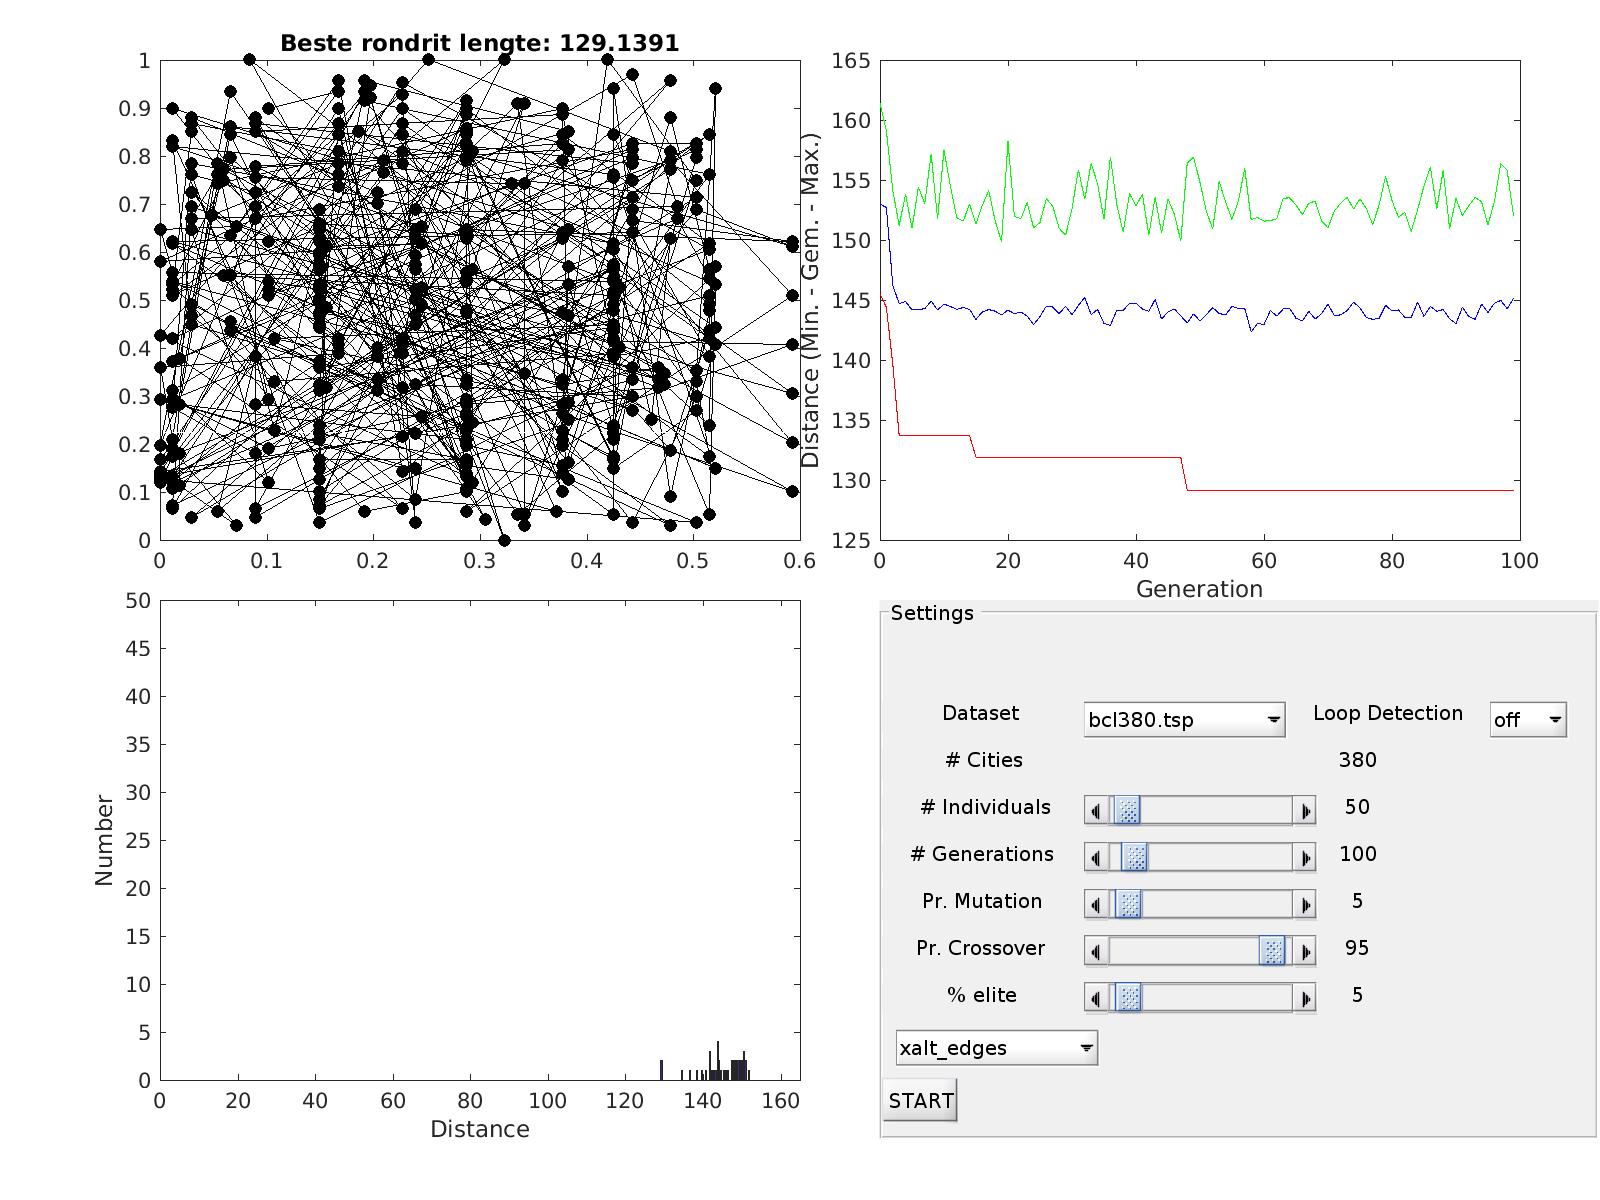 Beste rondrit lengte: 129.1391
1
0.9
0.8
0.7
0.6
0.5
0.4
0.3
0.2
0.1
0
0 0.1 0.2 0.3 0.4 0.5 0.6
Distance (Min. - Gem. - Max.)
165
160
155
150
145
140
135
130
125
0 20 40 60 80 100
Generation
Number
50
45
40
35
30
25
20
15
10
5
0
0 20 40 60 80 100 120 140 160
Distance
Settings
Dataset bcl380.tsp Loop Detection off
# Cities 380
# Individuals 50
# Generations 100
Pr. Mutation 5
Pr. Crossover 95
% elite 5
xalt_edges
START